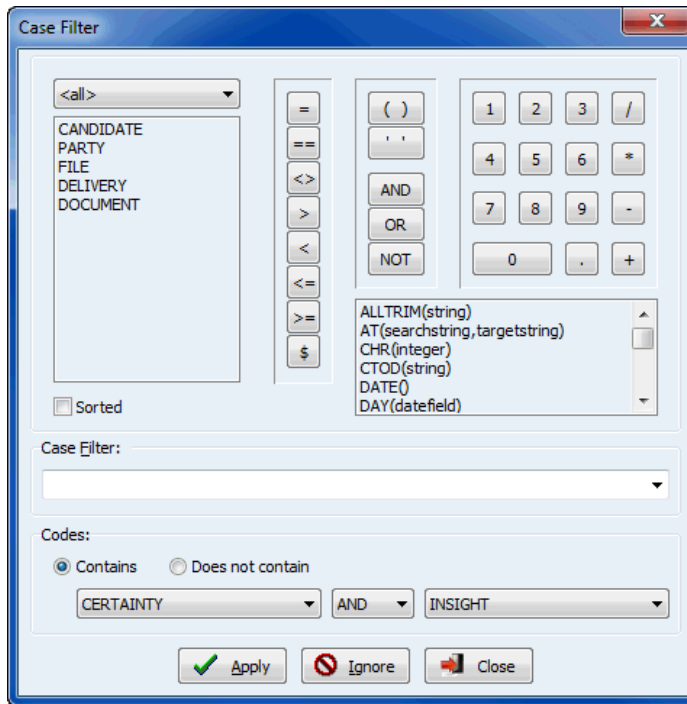 Case Filter
<all>
CANDIDATE
PARTY
FILE
DELIVERY
DOCUMENT
Sorted
=
==
<>
>
<
<=
>=
$
( )
' '
AND
OR
NOT
1 2 3 /
4 5 6 *
7 8 9 -
0 . +
ALLTRIM(string)
AT(searchstring,targetstring)
CHR(integer)
CTOD(string)
DATE()
DAY(datefield)
Case Filter:
Codes:
Contains Does not contain
CERTAINTY AND INSIGHT
Apply Ignore Close